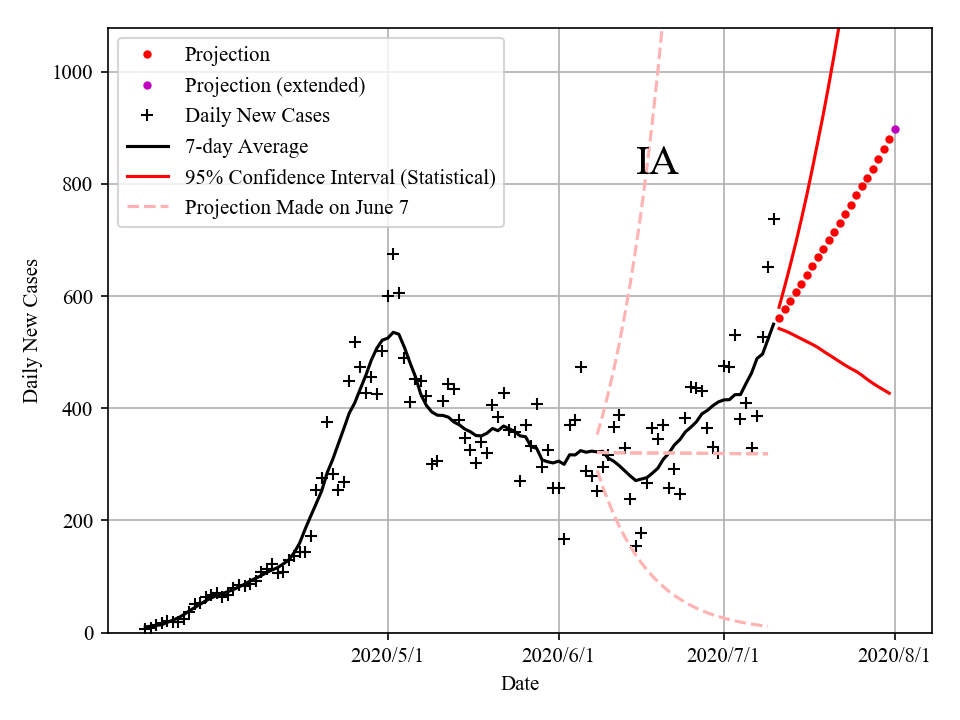 1000
800
600
400
200
0
Daily New Cases
Projection
Projection (extended)
Daily New Cases
7-day Average
95% Confidence Interval (Statistical)
Projection Made on June 7
IA
2020/5/1 2020/6/1 2020/7/1 2020/8/1
Date